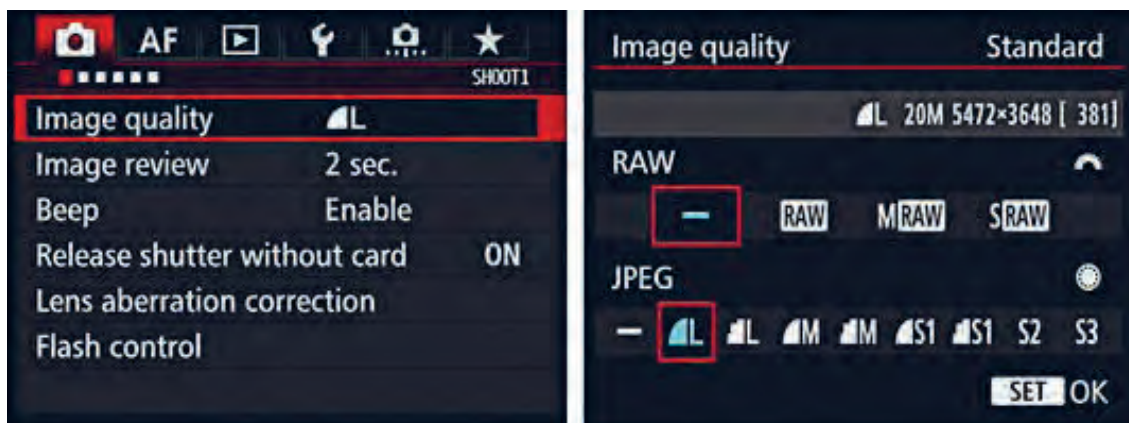 AF
SHOOT1
Image quality L
Image review 2 sec.
Beep Enable
Release shutter without card ON
Lens aberration correction
Flash control
Image quality Standard
L 20M 5472×3648 [ 381]
RAW
— RAW MRAW SRAW
JPEG
— L L M M S1 S1 S2 S3
SET OK